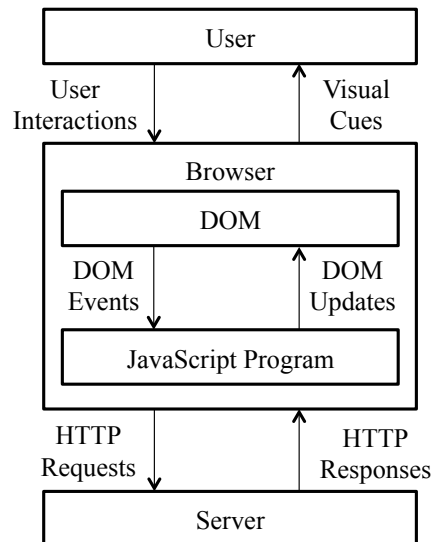 User
User
Interactions
Visual
Cues
Browser
DOM
DOM
Events
DOM
Updates
JavaScript Program
HTTP
Requests
HTTP
Responses
Server